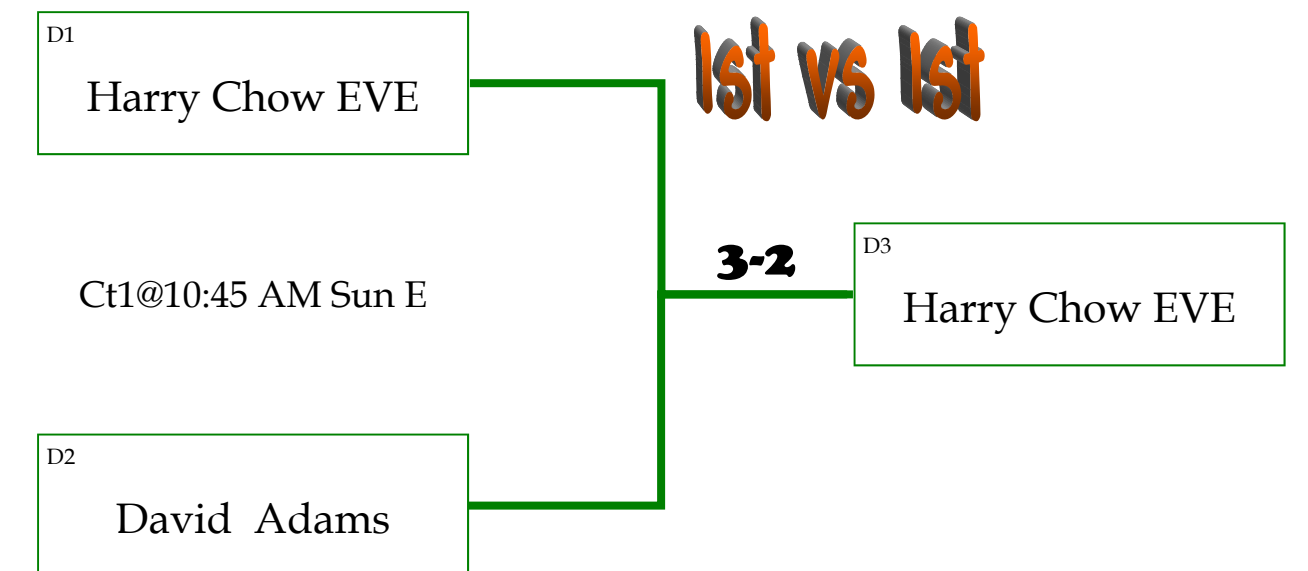 D1
Harry Chow EVE
1st vs 1st
Ct1@10:45 AM Sun E
3-2
D3
Harry Chow EVE
D2
David Adams